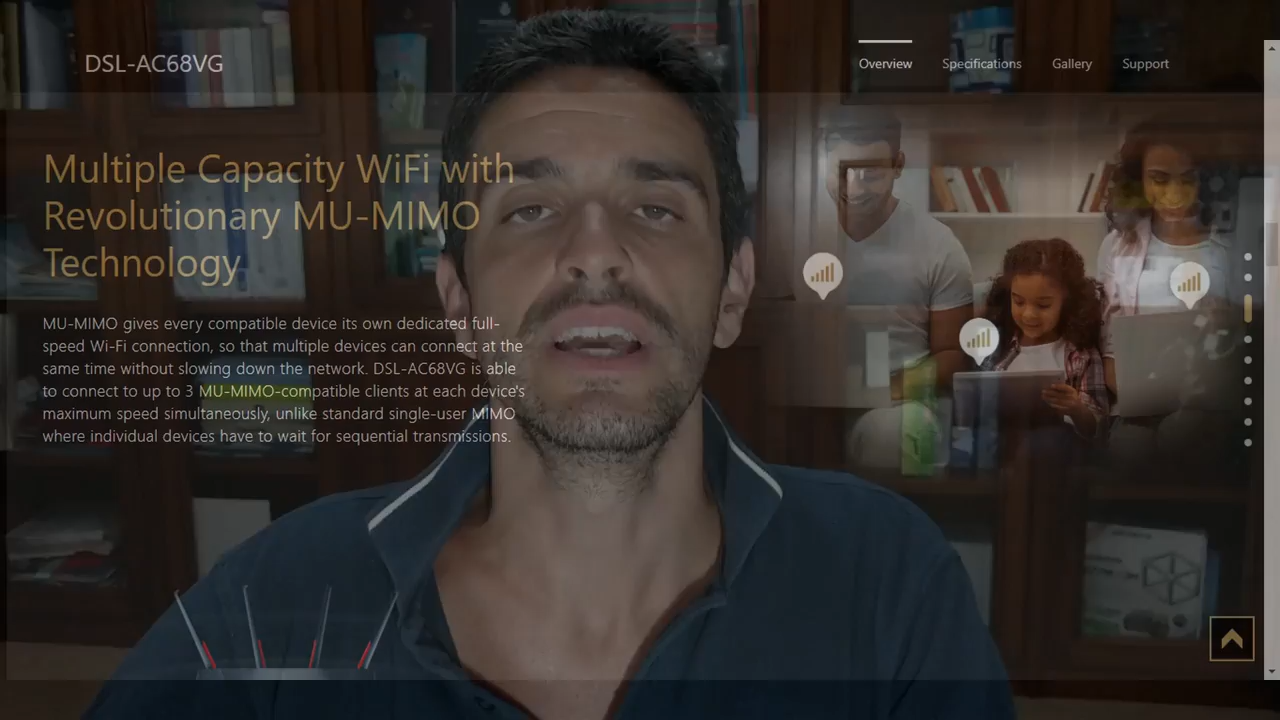 DSL-AC68VG
Overview
Specifications
Gallery
Support
Multiple Capacity WiFi with
Revolutionary MU-MIMO
Technology
MU-MIMO gives every compatible device its own dedicated full-
speed Wi-Fi connection, so that multiple devices can connect at the
same time without slowing down the network. DSL-AC68VG is able
to connect to up to 3 MU-MIMO-compatible clients at each device's
maximum speed simultaneously, unlike standard single-user MIMO
where individual devices have to wait for sequential transmissions.